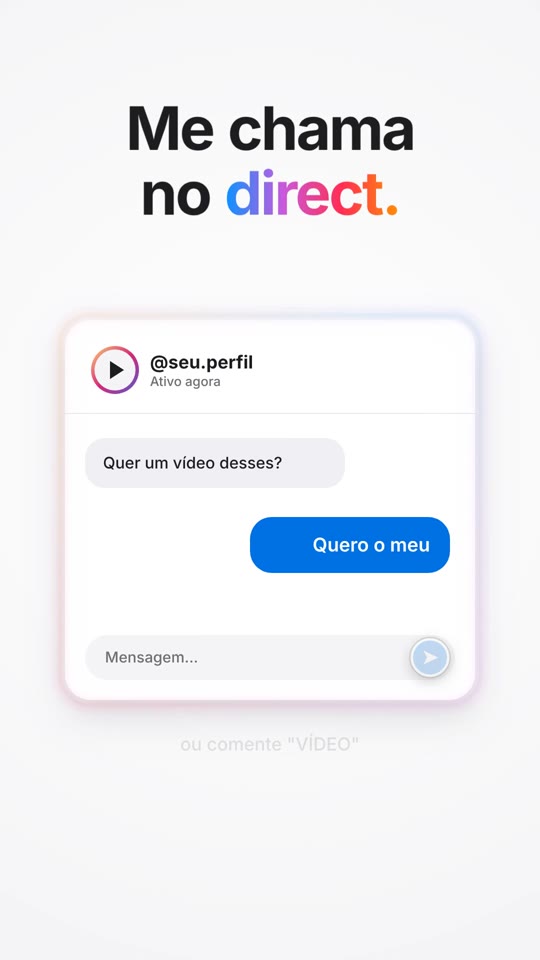 Me chama
no direct.
@seu.perfil
Ativo agora
Quer um vídeo desses?
Quero o meu
Mensagem...
ou comente "VÍDEO"